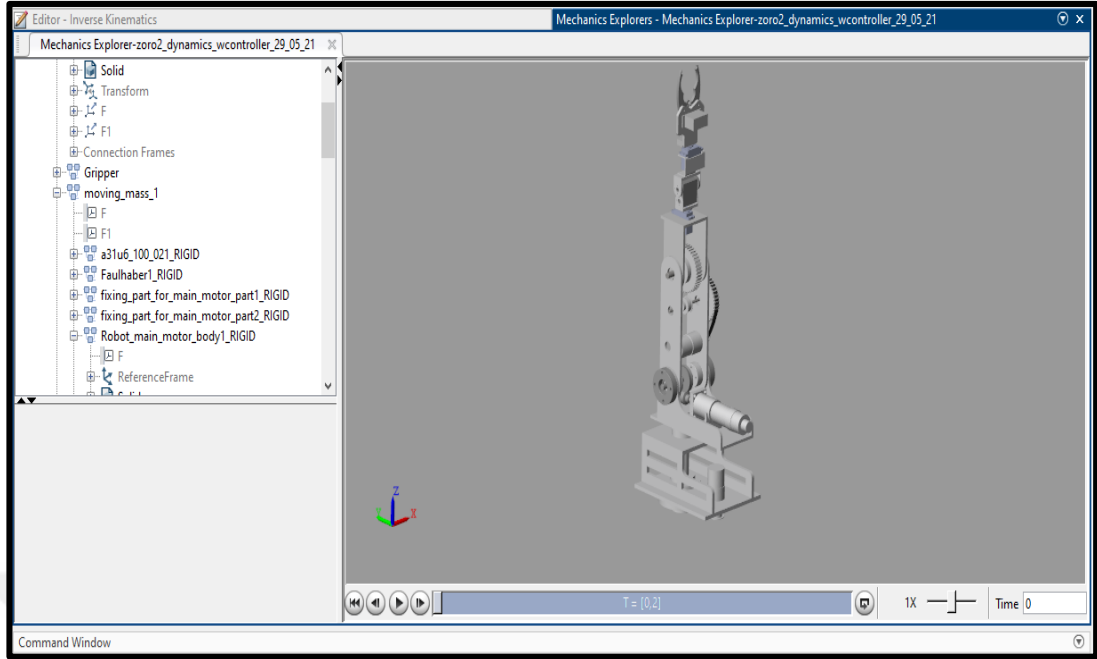 Editor - Inverse Kinematics
Mechanics Explorers - Mechanics Explorer-zoro2_dynamics_wcontroller_29_05_21
Mechanics Explorer-zoro2_dynamics_wcontroller_29_05_21
Solid
Transform
F
F1
Connection Frames
Gripper
moving_mass_1
F
F1
a31u6_100_021_RIGID
Faulhaber1_RIGID
fixing_part_for_main_motor_part1_RIGID
fixing_part_for_main_motor_part2_RIGID
Robot_main_motor_body1_RIGID
F
ReferenceFrame
Z
X
T = [0,2]
1X
Time 0
Command Window